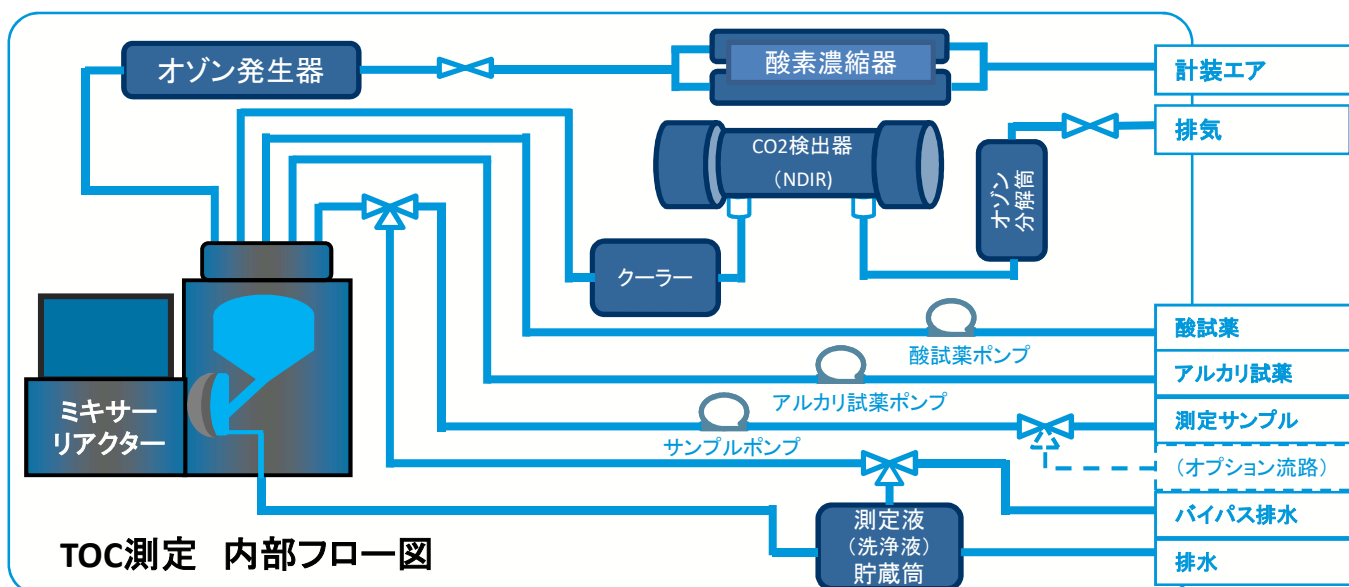 オゾン発生器
酸素濃縮器
計装エア
排気
CO2検出器
（NDIR)
オゾン
分解筒
クーラー
酸試薬
酸試薬ポンプ
アルカリ試薬
アルカリ試薬ポンプ
測定サンプル
サンプルポンプ
（オプション流路）
ミキサー
リアクター
バイパス排水
測定液
（洗浄液）
貯蔵筒
排水
TOC測定 内部フロー図